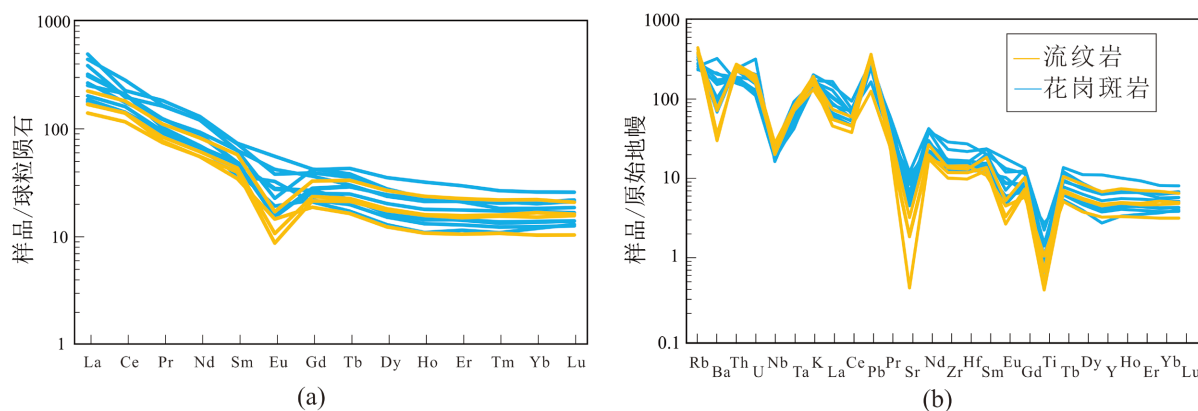 1000
100
10
1
样品/球粒陨石
La Ce Pr Nd Sm Eu Gd Tb Dy Ho Er Tm Yb Lu
(a)
1000
100
10
1
0.1
样品/原始地幔
流纹岩
花岗斑岩
Rb Ba Th U Nb Ta K La Ce Pb Pr Sr Nd Zr Hf Sm Eu Gd Ti Tb Dy Y Ho Er Yb Lu
(b)